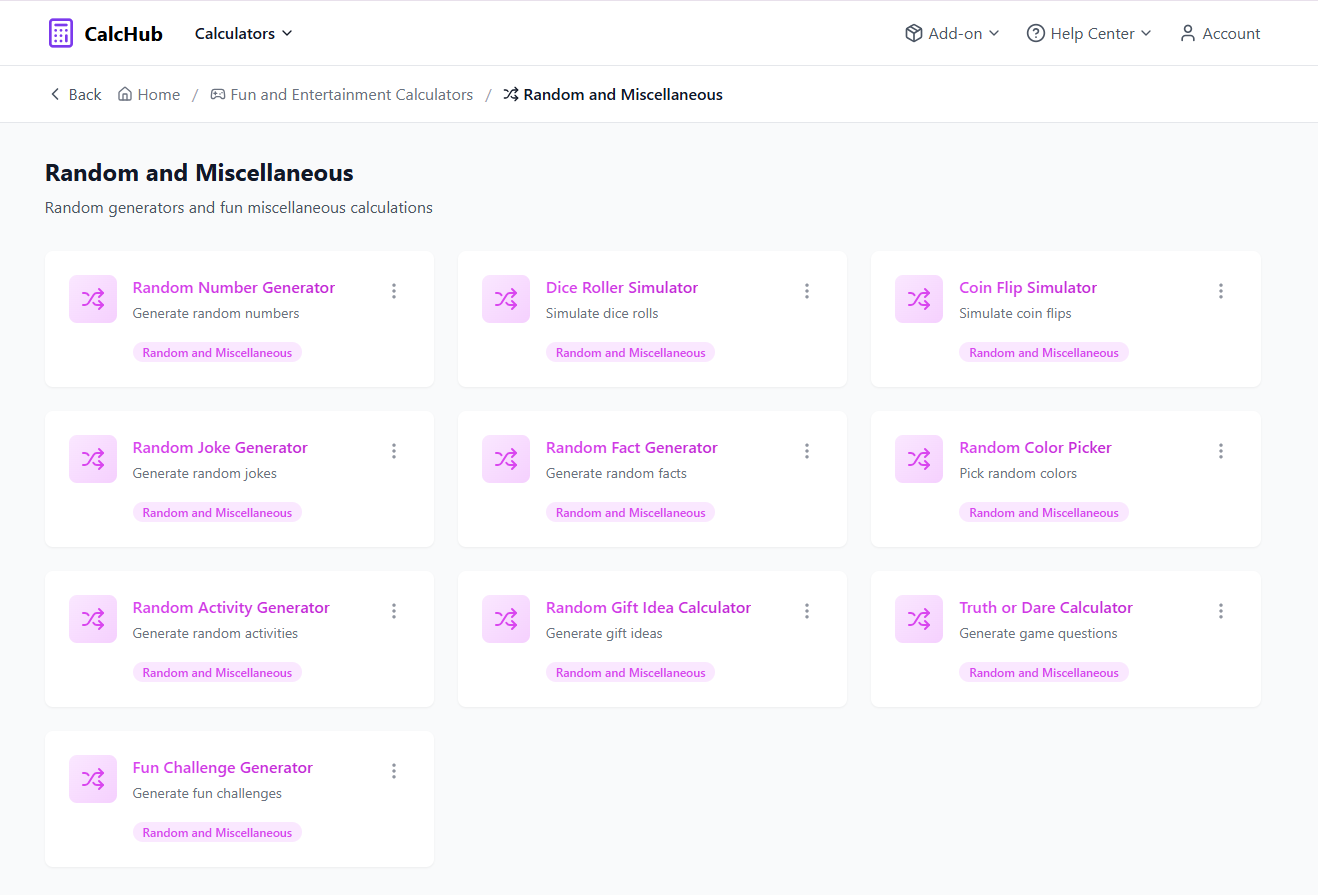 CalcHub Calculators Add-on Help Center Account
Back Home / Fun and Entertainment Calculators / Random and Miscellaneous
Random and Miscellaneous
Random generators and fun miscellaneous calculations
Random Number Generator
Generate random numbers
Random and Miscellaneous
Dice Roller Simulator
Simulate dice rolls
Random and Miscellaneous
Coin Flip Simulator
Simulate coin flips
Random and Miscellaneous
Random Joke Generator
Generate random jokes
Random and Miscellaneous
Random Fact Generator
Generate random facts
Random and Miscellaneous
Random Color Picker
Pick random colors
Random and Miscellaneous
Random Activity Generator
Generate random activities
Random and Miscellaneous
Random Gift Idea Calculator
Generate gift ideas
Random and Miscellaneous
Truth or Dare Calculator
Generate game questions
Random and Miscellaneous
Fun Challenge Generator
Generate fun challenges
Random and Miscellaneous